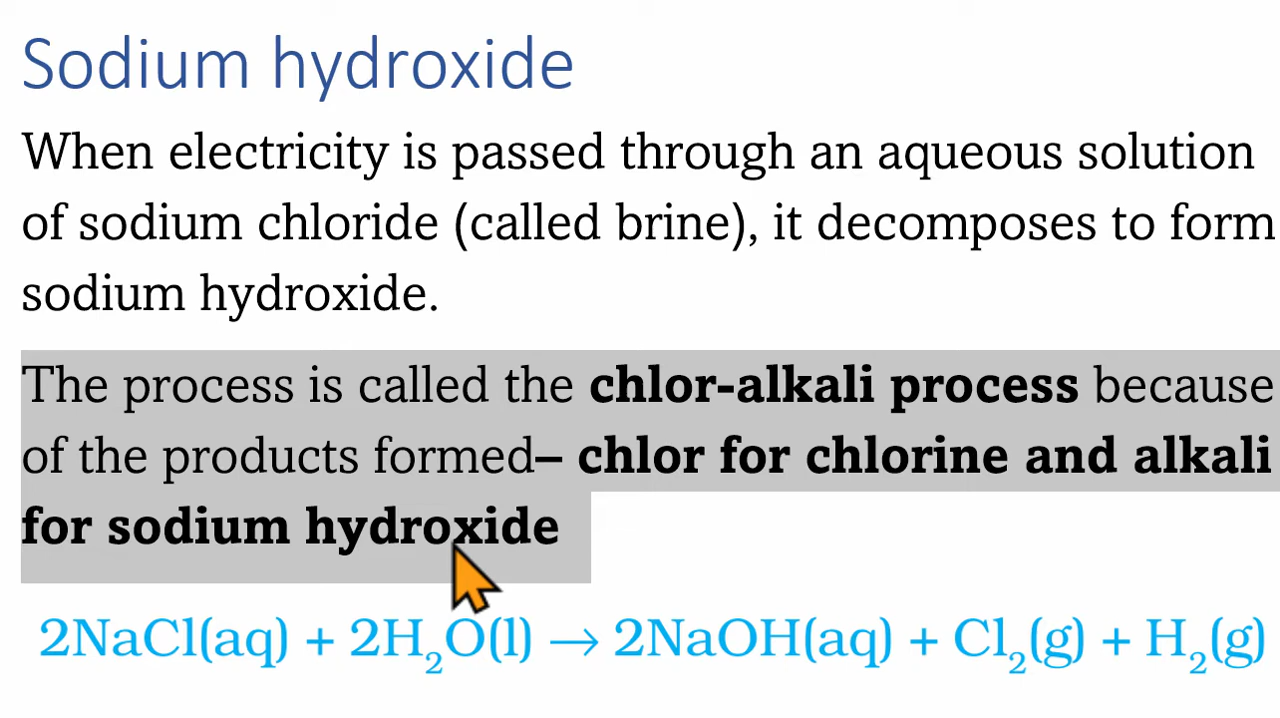 Sodium hydroxide
When electricity is passed through an aqueous solution
of sodium chloride (called brine), it decomposes to form
sodium hydroxide.
The process is called the chlor-alkali process because
of the products formed– chlor for chlorine and alkali
for sodium hydroxide
2NaCl(aq) + 2H₂O(l) → 2NaOH(aq) + Cl₂(g) + H₂(g)